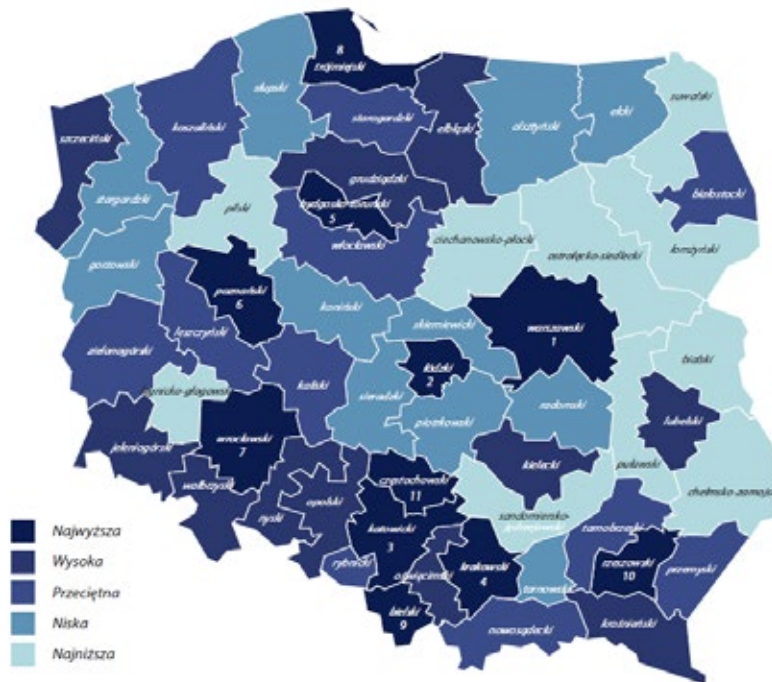 8
trójmiejski
słupski
ełcki
suwalski
koszaliński
starogardzki
elbląski
olsztyński
szczeciński
grudziądzki
białostocki
stargardzki
pilski
bydgosko-toruński
5
ciechanowsko-płocki
włocławski
ostrołęcko-siedlecki
łomżyński
gorzowski
poznański
6
koniński
skierniewicki
warszawski
1
leszczyński
zielonogórski
łódzki
2
bialski
kaliski
legnicko-głogowski
sieradzki
radomski
lubelski
piotrkowski
wrocławski
7
jeleniogórski
kielecki
puławski
częstochowski
11
wałbrzyski
opolski
nyski
chełmsko-zamojski
sandomiersko-
jędrzejowski
Najwyższa
katowicki
3
tarnobrzeski
Wysoka
rybnicki
oświęcimski
krakowski
4
rzeszowski
10
przemyski
Przeciętna
tarnowski
bielski
9
krośnieński
nowosądecki
Niska
Najniższa